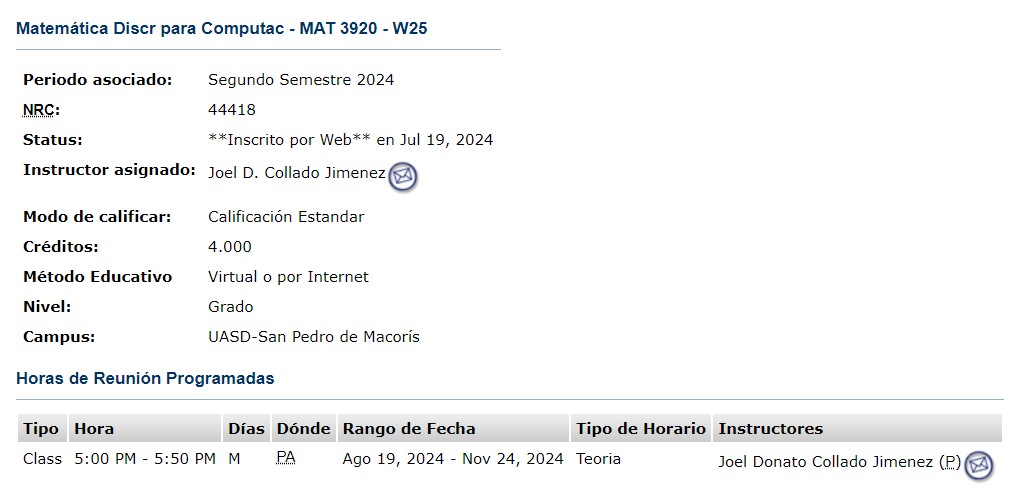 Matemática Discr para Computac - MAT 3920 - W25
Periodo asociado: Segundo Semestre 2024
NRC: 44418
Status: **Inscrito por Web** en Jul 19, 2024
Instructor asignado: Joel D. Collado Jimenez
Modo de calificar: Calificación Estandar
Créditos: 4.000
Método Educativo Virtual o por Internet
Nivel: Grado
Campus: UASD-San Pedro de Macorís
Horas de Reunión Programadas
Tipo Hora Días Dónde Rango de Fecha Tipo de Horario Instructores
Class 5:00 PM - 5:50 PM M PA Ago 19, 2024 - Nov 24, 2024 Teoria Joel Donato Collado Jimenez (P)